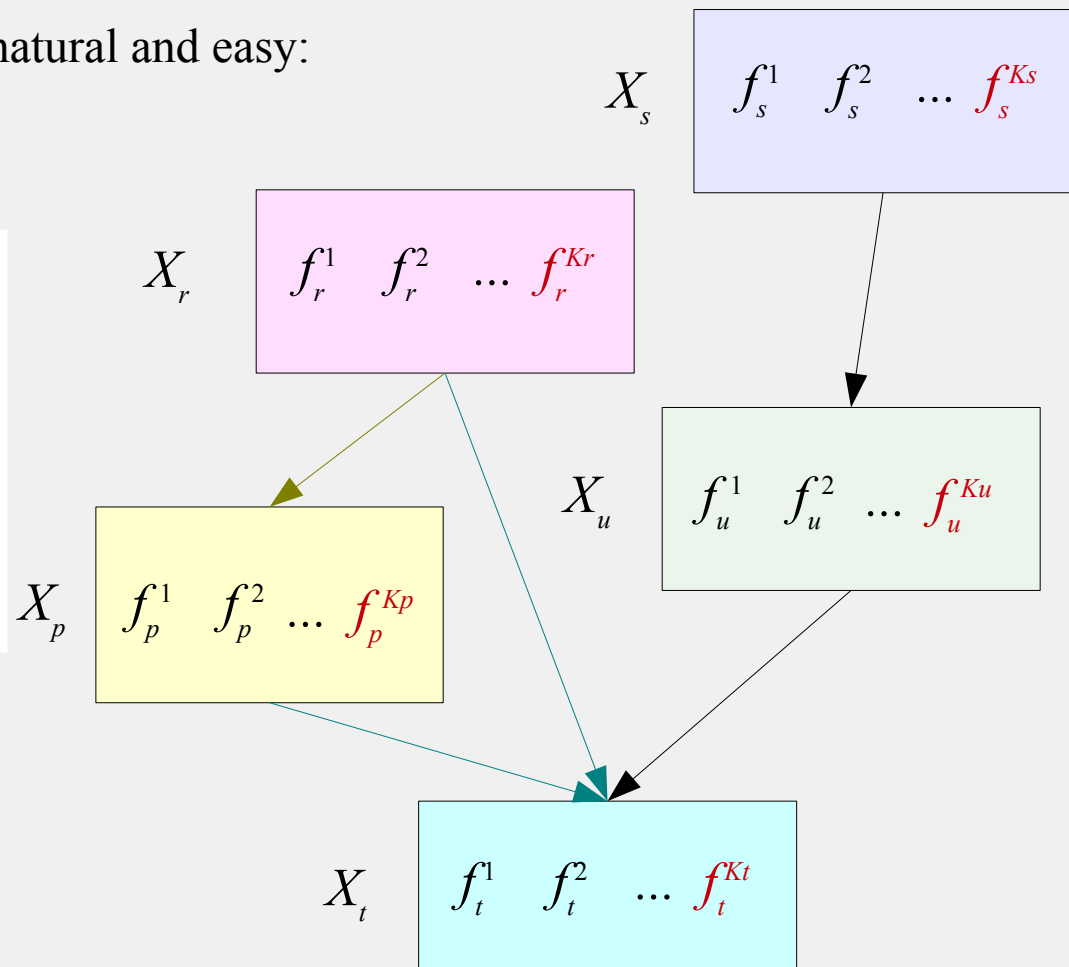 natural and easy:
X_s f_s^1 f_s^2 ... f_s^{Ks}
X_r f_r^1 f_r^2 ... f_r^{Kr}
X_u f_u^1 f_u^2 ... f_u^{Ku}
X_p f_p^1 f_p^2 ... f_p^{Kp}
X_t f_t^1 f_t^2 ... f_t^{Kt}